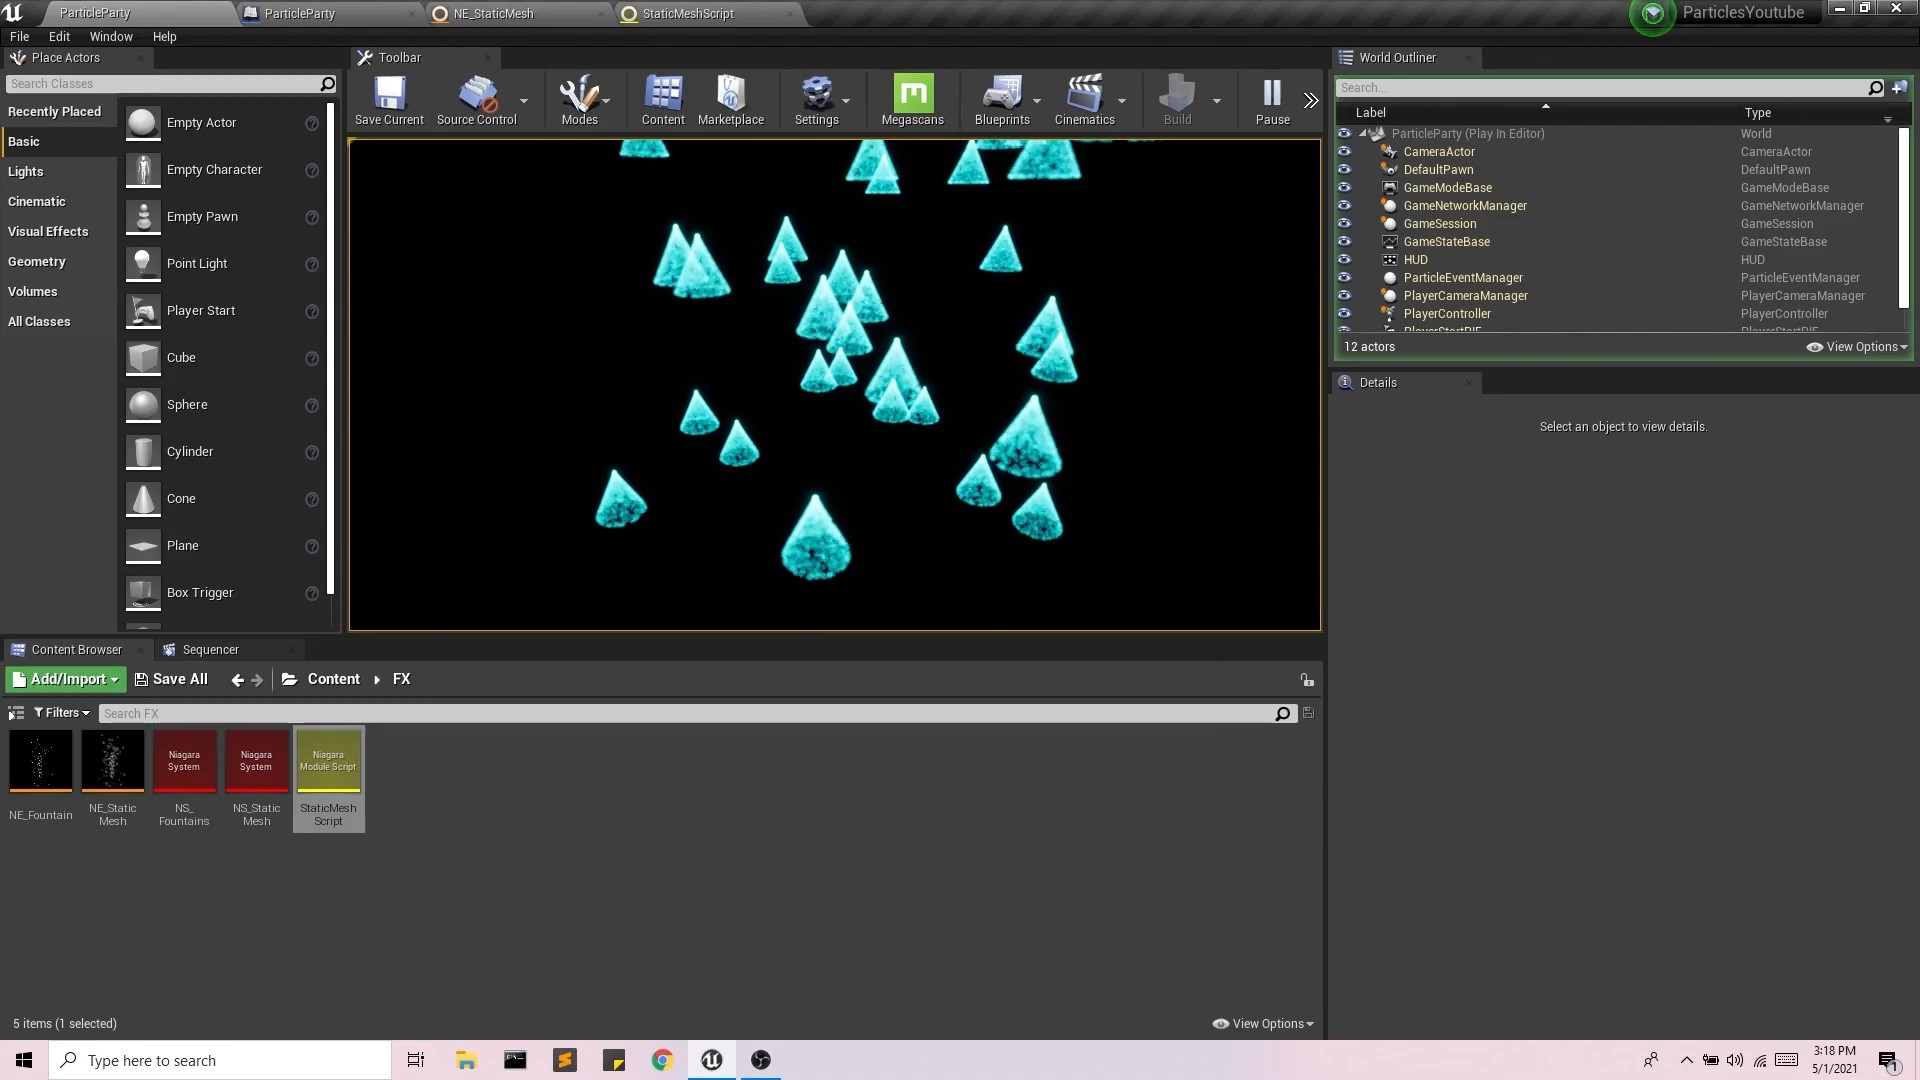 ParticleParty
ParticleParty
NE_StaticMesh
StaticMeshScript
ParticlesYoutube
File Edit Window Help
Place Actors
Search Classes
Recently Placed
Basic
Lights
Cinematic
Visual Effects
Geometry
Volumes
All Classes
Empty Actor
Empty Character
Empty Pawn
Point Light
Player Start
Cube
Sphere
Cylinder
Cone
Plane
Box Trigger
Toolbar
Save Current
Source Control
Modes
Content
Marketplace
Settings
Megascans
Blueprints
Cinematics
Build
Pause
World Outliner
Search...
Label Type
ParticleParty (Play In Editor) World
CameraActor CameraActor
DefaultPawn DefaultPawn
GameModeBase GameModeBase
GameNetworkManager GameNetworkManager
GameSession GameSession
GameStateBase GameStateBase
HUD HUD
ParticleEventManager ParticleEventManager
PlayerCameraManager PlayerCameraManager
PlayerController PlayerController
PlayerStartPIE PlayerStartPIE
12 actors
View Options
Details
Select an object to view details.
Content Browser
Sequencer
Add/Import
Save All
Content
FX
Filters
Search FX
NE_Fountain
NE_Static
Mesh
Niagara
System
NS_
Fountains
Niagara
System
NS_Static
Mesh
Niagara
Module Script
StaticMesh
Script
5 items (1 selected)
View Options
Type here to search
3:18 PM
5/1/2021
1